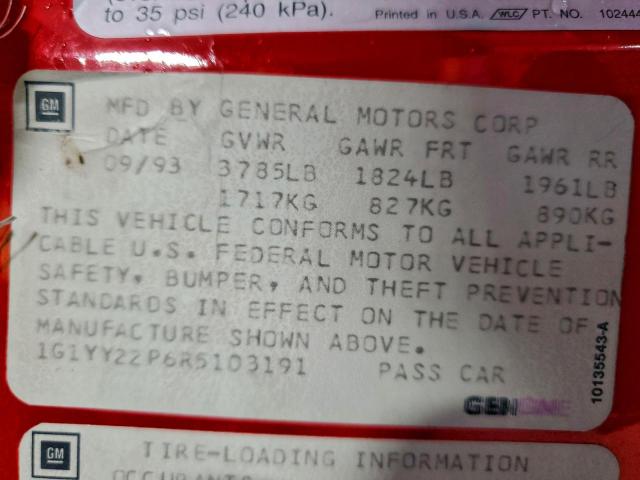 to 35 psi (240 kPa).
Printed in U.S.A. WLC PT. NO. 102444
GM
MFD BY GENERAL MOTORS CORP
DATE GVWR GAWR FRT GAWR RR
09/93 3785LB 1824LB 1961LB
1717KG 827KG 890KG
THIS VEHICLE CONFORMS TO ALL APPLI-
CABLE U.S. FEDERAL MOTOR VEHICLE
SAFETY, BUMPER, AND THEFT PREVENTION
STANDARDS IN EFFECT ON THE DATE OF
MANUFACTURE SHOWN ABOVE.
1G1YY22P6R5103191 PASS CAR
GENUINE
10135543-A
GM
TIRE-LOADING INFORMATION
OCCUPANTS